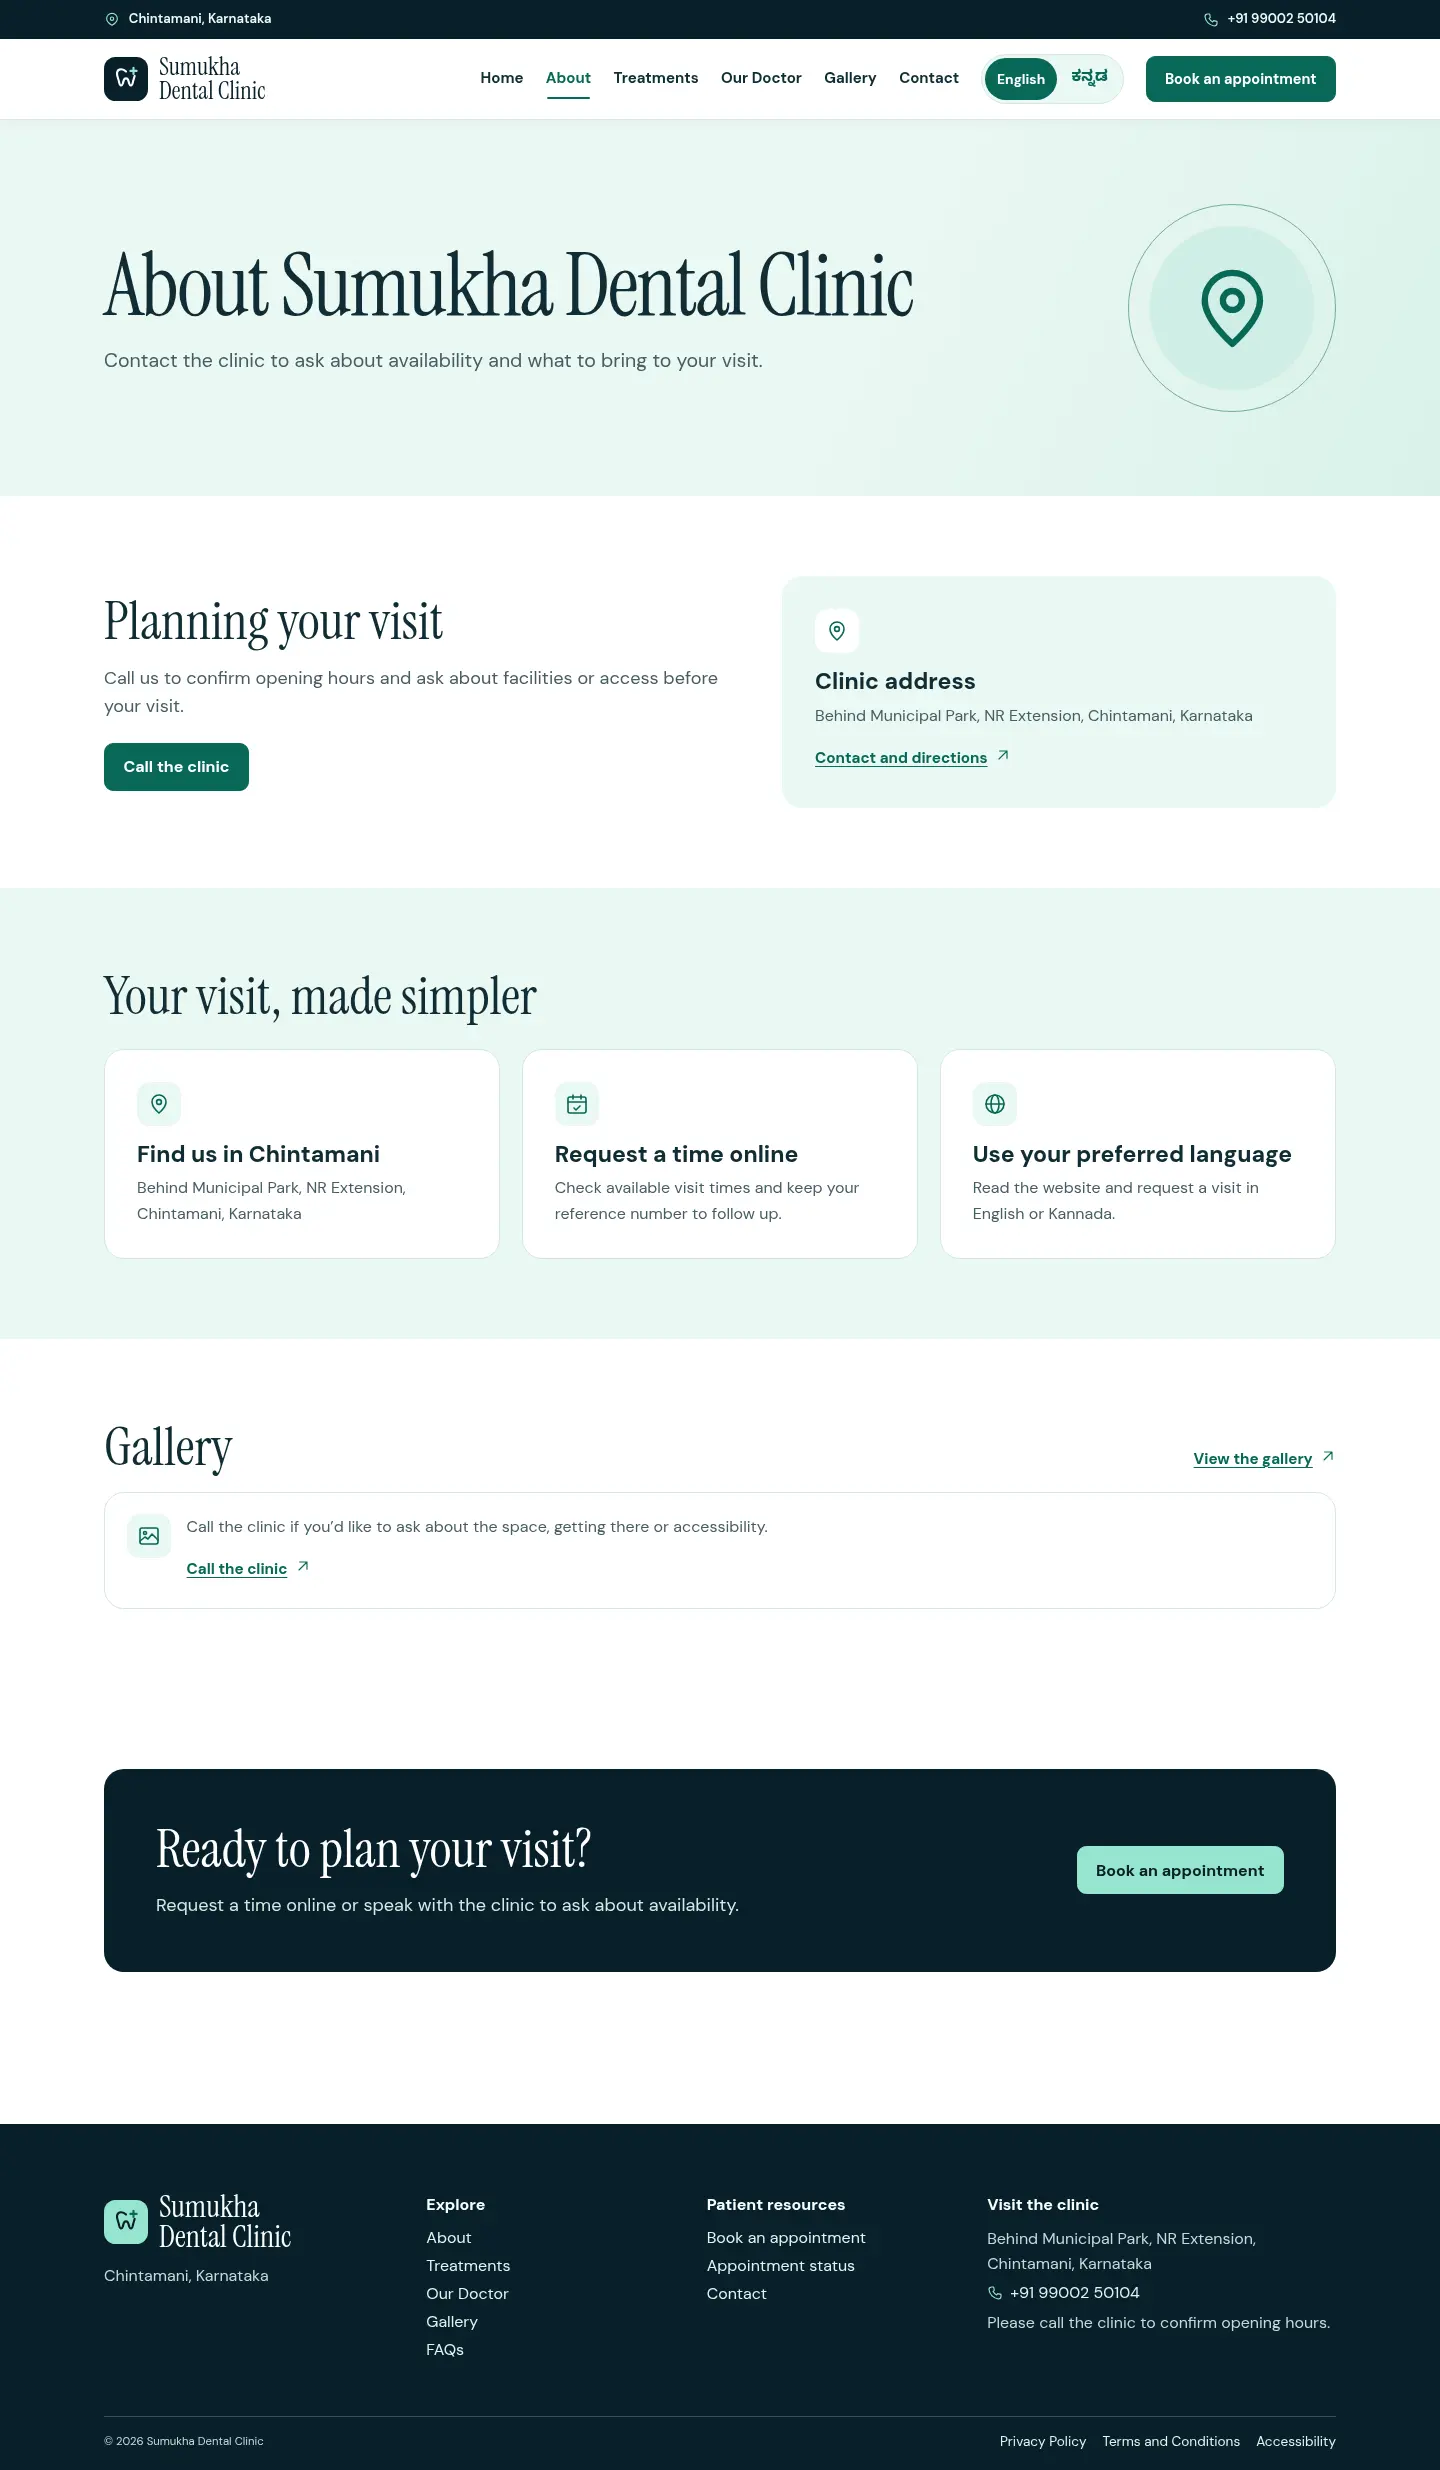 Chintamani, Karnataka
+91 99002 50104
Sumukha
Dental Clinic
Home
About
Treatments
Our Doctor
Gallery
Contact
English
ಕನ್ನಡ
Book an appointment
About Sumukha Dental Clinic
Contact the clinic to ask about availability and what to bring to your visit.
Planning your visit
Call us to confirm opening hours and ask about facilities or access before
your visit.
Call the clinic
Clinic address
Behind Municipal Park, NR Extension, Chintamani, Karnataka
Contact and directions
Your visit, made simpler
Find us in Chintamani
Behind Municipal Park, NR Extension,
Chintamani, Karnataka
Request a time online
Check available visit times and keep your
reference number to follow up.
Use your preferred language
Read the website and request a visit in
English or Kannada.
Gallery
View the gallery
Call the clinic if you’d like to ask about the space, getting there or accessibility.
Call the clinic
Ready to plan your visit?
Request a time online or speak with the clinic to ask about availability.
Book an appointment
Sumukha
Dental Clinic
Chintamani, Karnataka
Explore
About
Treatments
Our Doctor
Gallery
FAQs
Patient resources
Book an appointment
Appointment status
Contact
Visit the clinic
Behind Municipal Park, NR Extension,
Chintamani, Karnataka
+91 99002 50104
Please call the clinic to confirm opening hours.
© 2026 Sumukha Dental Clinic
Privacy Policy
Terms and Conditions
Accessibility